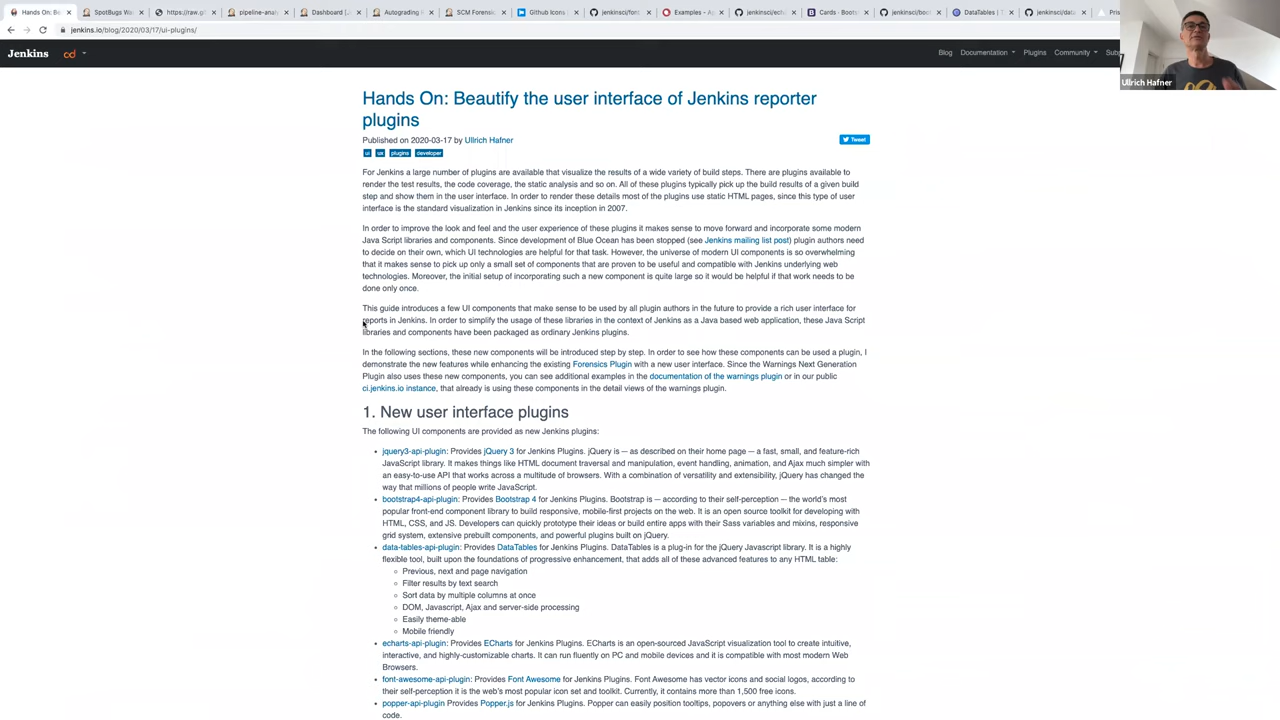 Hands On: Be
SpotBugs Wa
https://raw.g
pipeline-anal
Dashboard [J
Autograding
SCM Forensi
Github Icons
jenkinsci/for
Examples - A
jenkinsci/ech
Cards · Boots
jenkinsci/boo
DataTables | T
jenkinsci/dat
Pris
jenkins.io/blog/2020/03/17/ui-plugins/
Jenkins
cd
Blog
Documentation
Plugins
Community
Ullrich Hafner
Hands On: Beautify the user interface of Jenkins reporter
plugins
Published on 2020-03-17 by Ullrich Hafner
Tweet
ui ux plugins developer
For Jenkins a large number of plugins are available that visualize the results of a wide variety of build steps. There are plugins available to
render the test results, the code coverage, the static analysis and so on. All of these plugins typically pick up the build results of a given build
step and show them in the user interface. In order to render these details most of the plugins use static HTML pages, since this type of user
interface is the standard visualization in Jenkins since its inception in 2007.
In order to improve the look and feel and the user experience of these plugins it makes sense to move forward and incorporate some modern
Java Script libraries and components. Since development of Blue Ocean has been stopped (see Jenkins mailing list post) plugin authors need
to decide on their own, which UI technologies are helpful for that task. However, the universe of modern UI components is so overwhelming
that it makes sense to pick up only a small set of components that are proven to be useful and compatible with Jenkins underlying web
technologies. Moreover, the initial setup of incorporating such a new component is quite large so it would be helpful if that work needs to be
done only once.
This guide introduces a few UI components that make sense to be used by all plugin authors in the future to provide a rich user interface for
reports in Jenkins. In order to simplify the usage of these libraries in the context of Jenkins as a Java based web application, these Java Script
libraries and components have been packaged as ordinary Jenkins plugins.
In the following sections, these new components will be introduced step by step. In order to see how these components can be used a plugin, I
demonstrate the new features while enhancing the existing Forensics Plugin with a new user interface. Since the Warnings Next Generation
Plugin also uses these new components, you can see additional examples in the documentation of the warnings plugin or in our public
ci.jenkins.io instance, that already is using these components in the detail views of the warnings plugin.
1. New user interface plugins
The following UI components are provided as new Jenkins plugins:
• jquery3-api-plugin: Provides jQuery 3 for Jenkins Plugins. jQuery is — as described on their home page — a fast, small, and feature-rich
JavaScript library. It makes things like HTML document traversal and manipulation, event handling, animation, and Ajax much simpler with
an easy-to-use API that works across a multitude of browsers. With a combination of versatility and extensibility, jQuery has changed the
way that millions of people write JavaScript.
• bootstrap4-api-plugin: Provides Bootstrap 4 for Jenkins Plugins. Bootstrap is — according to their self-perception — the world's most
popular front-end component library to build responsive, mobile-first projects on the web. It is an open source toolkit for developing with
HTML, CSS, and JS. Developers can quickly prototype their ideas or build entire apps with their Sass variables and mixins, responsive
grid system, extensive prebuilt components, and powerful plugins built on jQuery.
• data-tables-api-plugin: Provides DataTables for Jenkins Plugins. DataTables is a plug-in for the jQuery Javascript library. It is a highly
flexible tool, built upon the foundations of progressive enhancement, that adds all of these advanced features to any HTML table:
◦ Previous, next and page navigation
◦ Filter results by text search
◦ Sort data by multiple columns at once
◦ DOM, Javascript, Ajax and server-side processing
◦ Easily theme-able
◦ Mobile friendly
• echarts-api-plugin: Provides ECharts for Jenkins Plugins. ECharts is an open-sourced JavaScript visualization tool to create intuitive,
interactive, and highly-customizable charts. It can run fluently on PC and mobile devices and it is compatible with most modern Web
Browsers.
• font-awesome-api-plugin: Provides Font Awesome for Jenkins Plugins. Font Awesome has vector icons and social logos, according to
their self-perception it is the web's most popular icon set and toolkit. Currently, it contains more than 1,500 free icons.
• popper-api-plugin Provides Popper.js for Jenkins Plugins. Popper can easily position tooltips, popovers or anything else with just a line of
code.